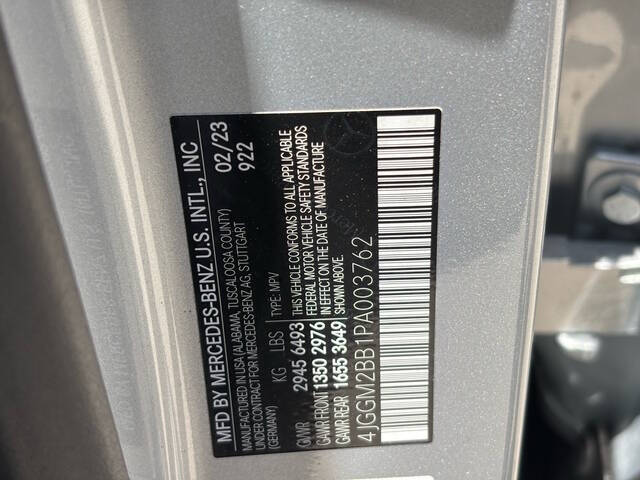 MFD BY MERCEDES-BENZ U.S. INTL., INC
MANUFACTURED IN USA (ALABAMA, TUSCALOOSA COUNTY)
UNDER CONTRACT FOR MERCEDES-BENZ AG, STUTTGART
(GERMANY)
02/23
922
KG LBS TYPE: MPV
GVWR 2945 6493
GAWR FRONT 1350 2976
GAWR REAR 1655 3649
THIS VEHICLE CONFORMS TO ALL APPLICABLE
FEDERAL MOTOR VEHICLE SAFETY STANDARDS
IN EFFECT ON THE DATE OF MANUFACTURE
SHOWN ABOVE.
4JGGM2BB1PA003762